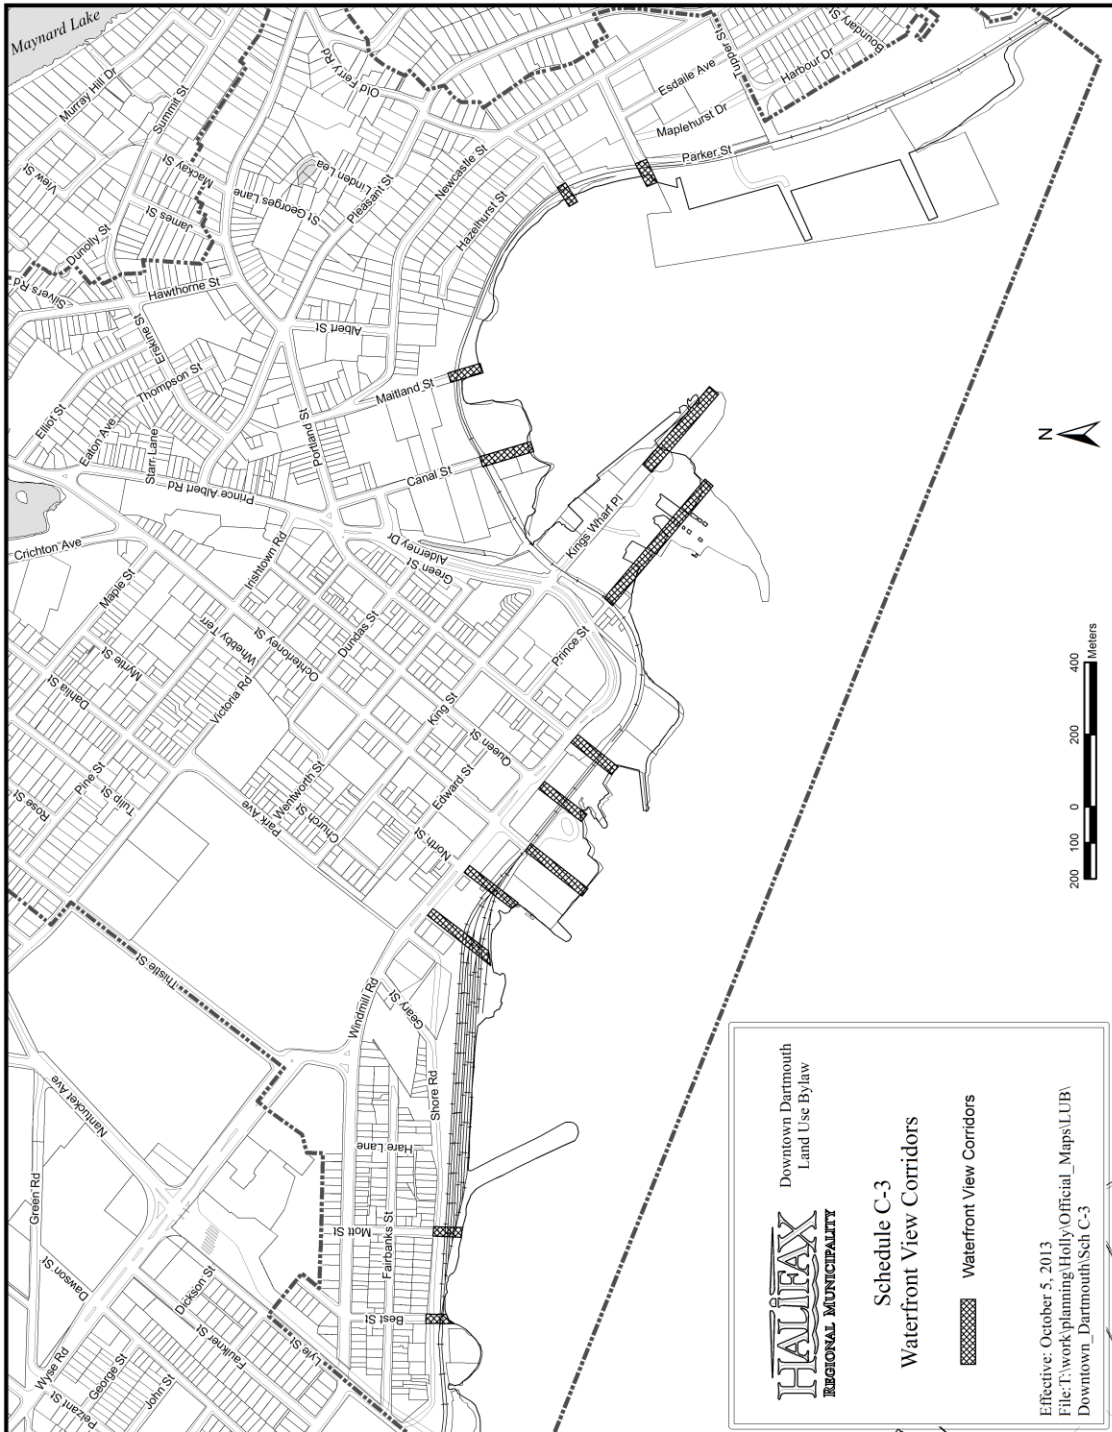 Maynard Lake
Murray Hill Dr
Summit St
View St
Mackay St
James St
Dunolly St
Silvers Rd
Hawthorne St
Erskine St
Thompson St
Elliot St
Eaton Ave
Starr Lane
Prince Albert Rd
Crichton Ave
Old Ferry Rd
Linden Lea
St Georges Lane
Pleasant St
Newcastle St
Hazelhurst St
Albert St
Portland St
Maitland St
Canal St
Esdaile Ave
Tupper St
Harbour Dr
Boundary St
Maplehurst Dr
Parker St
Kings Wharf Pl
Alderney Dr
Green St
Irishtown Rd
Dundas St
Prince St
Maple St
Myrtle St
Dahlia St
Whebby Terr
Ochterloney St
Victoria Rd
King St
Queen St
Edward St
Wentworth St
Church St
North St
Park Ave
Pine St
Tulip St
Rose St
Thistle St
Windmill Rd
Geary St
Shore Rd
Hare Lane
Fairbanks St
Mott St
Best St
Nantucket Ave
Green Rd
Dawson St
Wyse Rd
Dickson St
Faulkner St
Lyle St
George St
Pelzant St
John St
N
200 100 0 200 400
Meters
HALIFAX
REGIONAL MUNICIPALITY
Downtown Dartmouth
Land Use Bylaw
Schedule C-3
Waterfront View Corridors
Waterfront View Corridors
Effective: October 5, 2013
File:T:\work\planning\Holly\Official_Maps\LUB\
Downtown_Dartmouth\Sch C-3